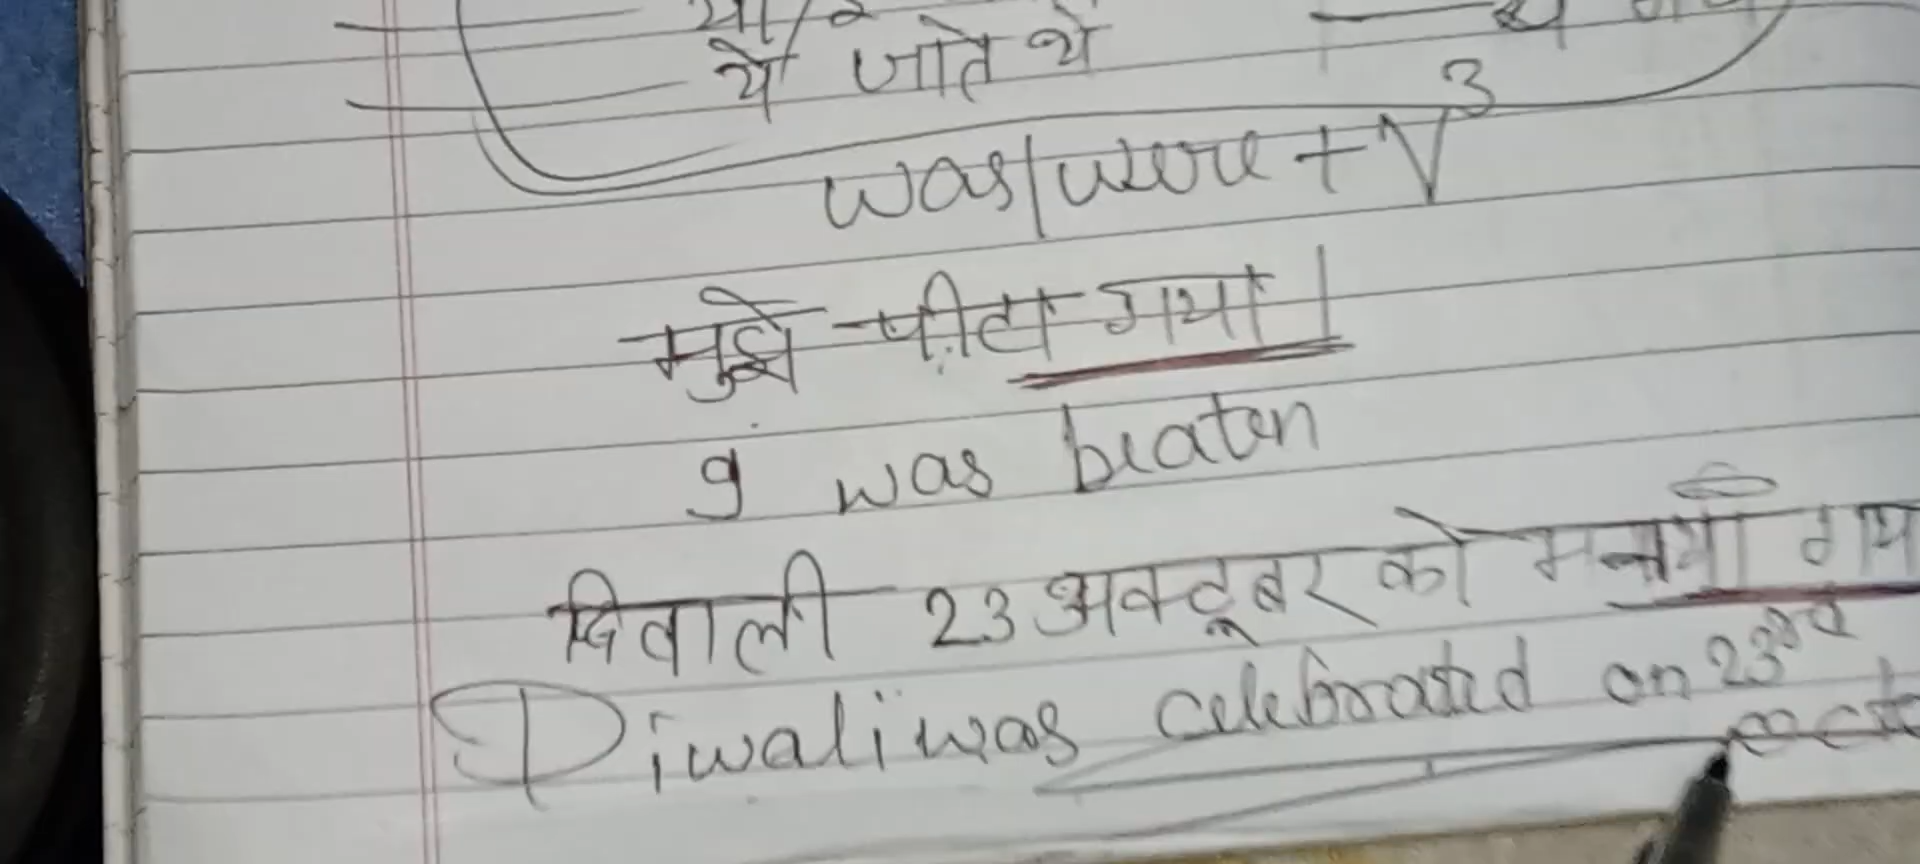 ये जाते थे
was/were + V3
मुझे पीटा गया।
I was beaten
दिवाली 23 अक्टूबर को मनायी गय
Diwali was celebrated on 23rd